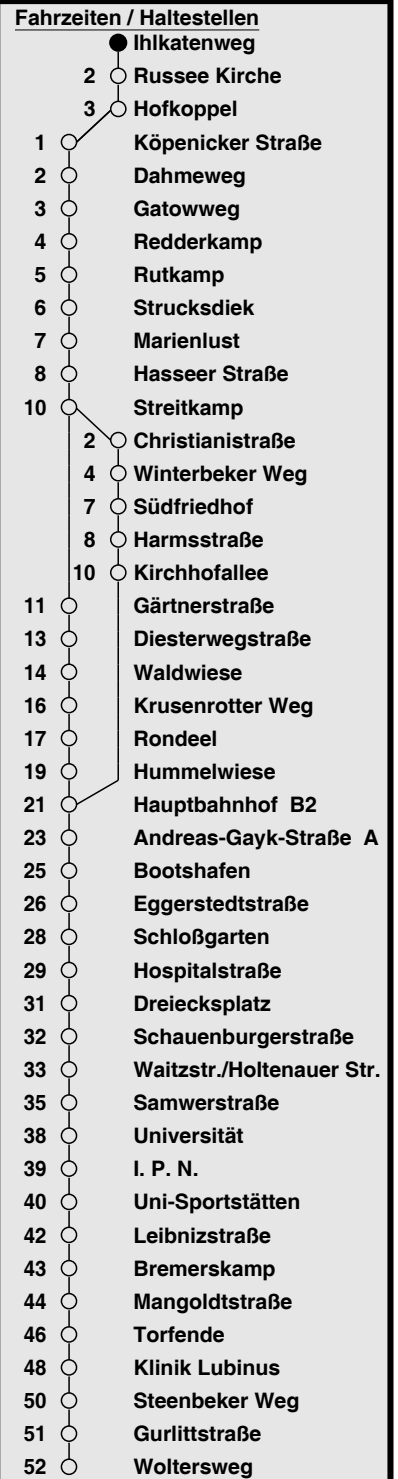 Fahrzeiten / Haltestellen
Ihlkatenweg
2 Russee Kirche
3 Hofkoppel
1 Köpenicker Straße
2 Dahmeweg
3 Gatowweg
4 Redderkamp
5 Rutkamp
6 Strucksdiek
7 Marienlust
8 Hasseer Straße
10 Streitkamp
2 Christianistraße
4 Winterbeker Weg
7 Südfriedhof
8 Harmsstraße
10 Kirchhofallee
11 Gärtnerstraße
13 Diesterwegstraße
14 Waldwiese
16 Krusenrotter Weg
17 Rondeel
19 Hummelwiese
21 Hauptbahnhof B2
23 Andreas-Gayk-Straße A
25 Bootshafen
26 Eggerstedtstraße
28 Schloßgarten
29 Hospitalstraße
31 Dreiecksplatz
32 Schauenburgerstraße
33 Waitzstr./Holtenauer Str.
35 Samwerstraße
38 Universität
39 I. P. N.
40 Uni-Sportstätten
42 Leibnizstraße
43 Bremerskamp
44 Mangoldtstraße
46 Torfende
48 Klinik Lubinus
50 Steenbeker Weg
51 Gurlittstraße
52 Woltersweg